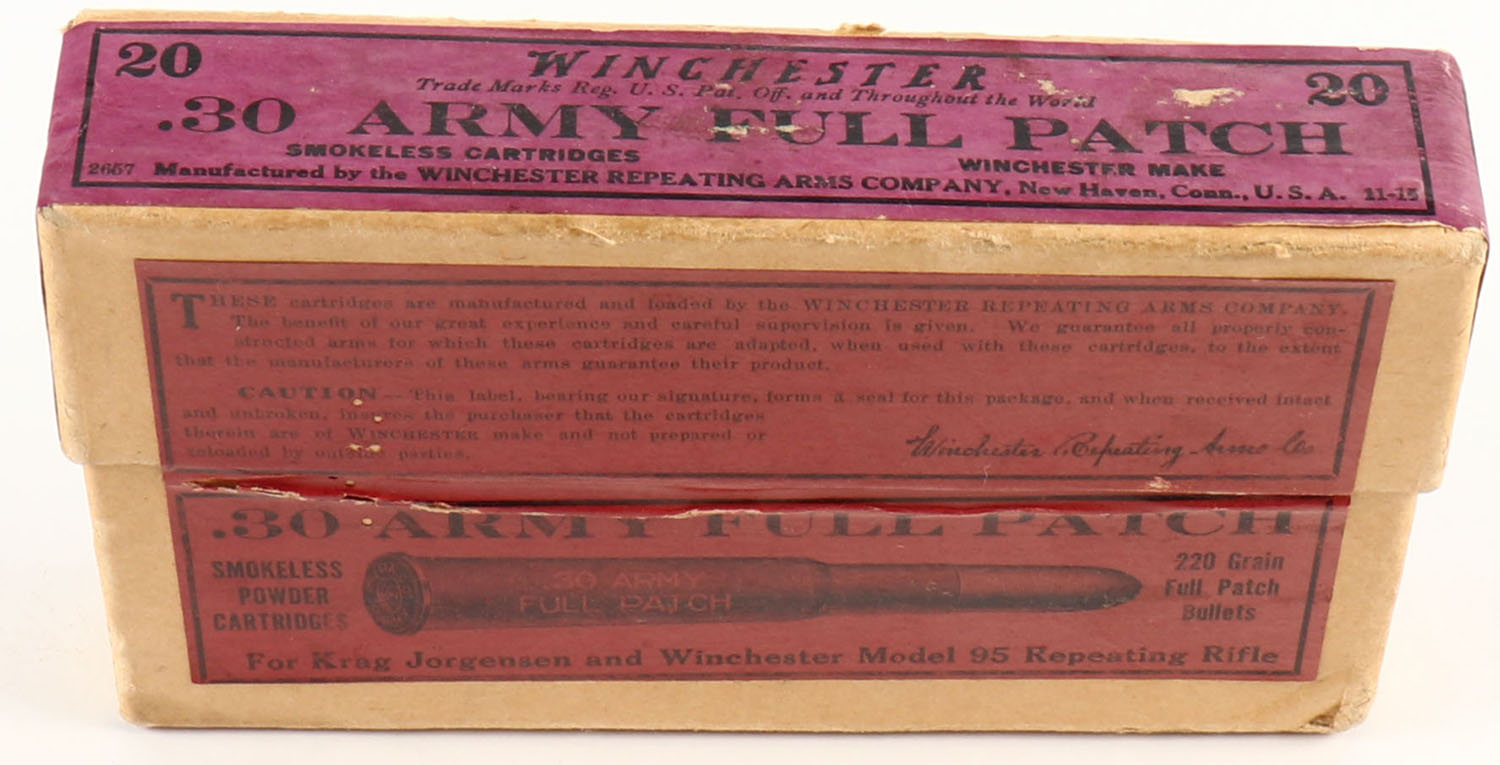 20 WINCHESTER 20
Trade Marks Reg. U. S. Pat. Off. and Throughout the World
.30 ARMY FULL PATCH
SMOKELESS CARTRIDGES WINCHESTER MAKE
2657 Manufactured by the WINCHESTER REPEATING ARMS COMPANY, New Haven, Conn., U. S. A. 11-15
THESE cartridges are manufactured and loaded by the WINCHESTER REPEATING ARMS COMPANY.
The benefit of our great experience and careful supervision is given. We guarantee all properly con-
structed arms for which these cartridges are adapted, when used with these cartridges, to the extent
that the manufacturers of these arms guarantee their product.
CAUTION — This label, bearing our signature, forms a seal for this package, and when received intact
and unbroken, insures the purchaser that the cartridges
therein are of WINCHESTER make and not prepared or
reloaded by outside parties.
Winchester Repeating Arms Co
.30 ARMY FULL PATCH
SMOKELESS
POWDER
CARTRIDGES
30 ARMY
FULL PATCH
220 Grain
Full Patch
Bullets
For Krag Jorgensen and Winchester Model 95 Repeating Rifle